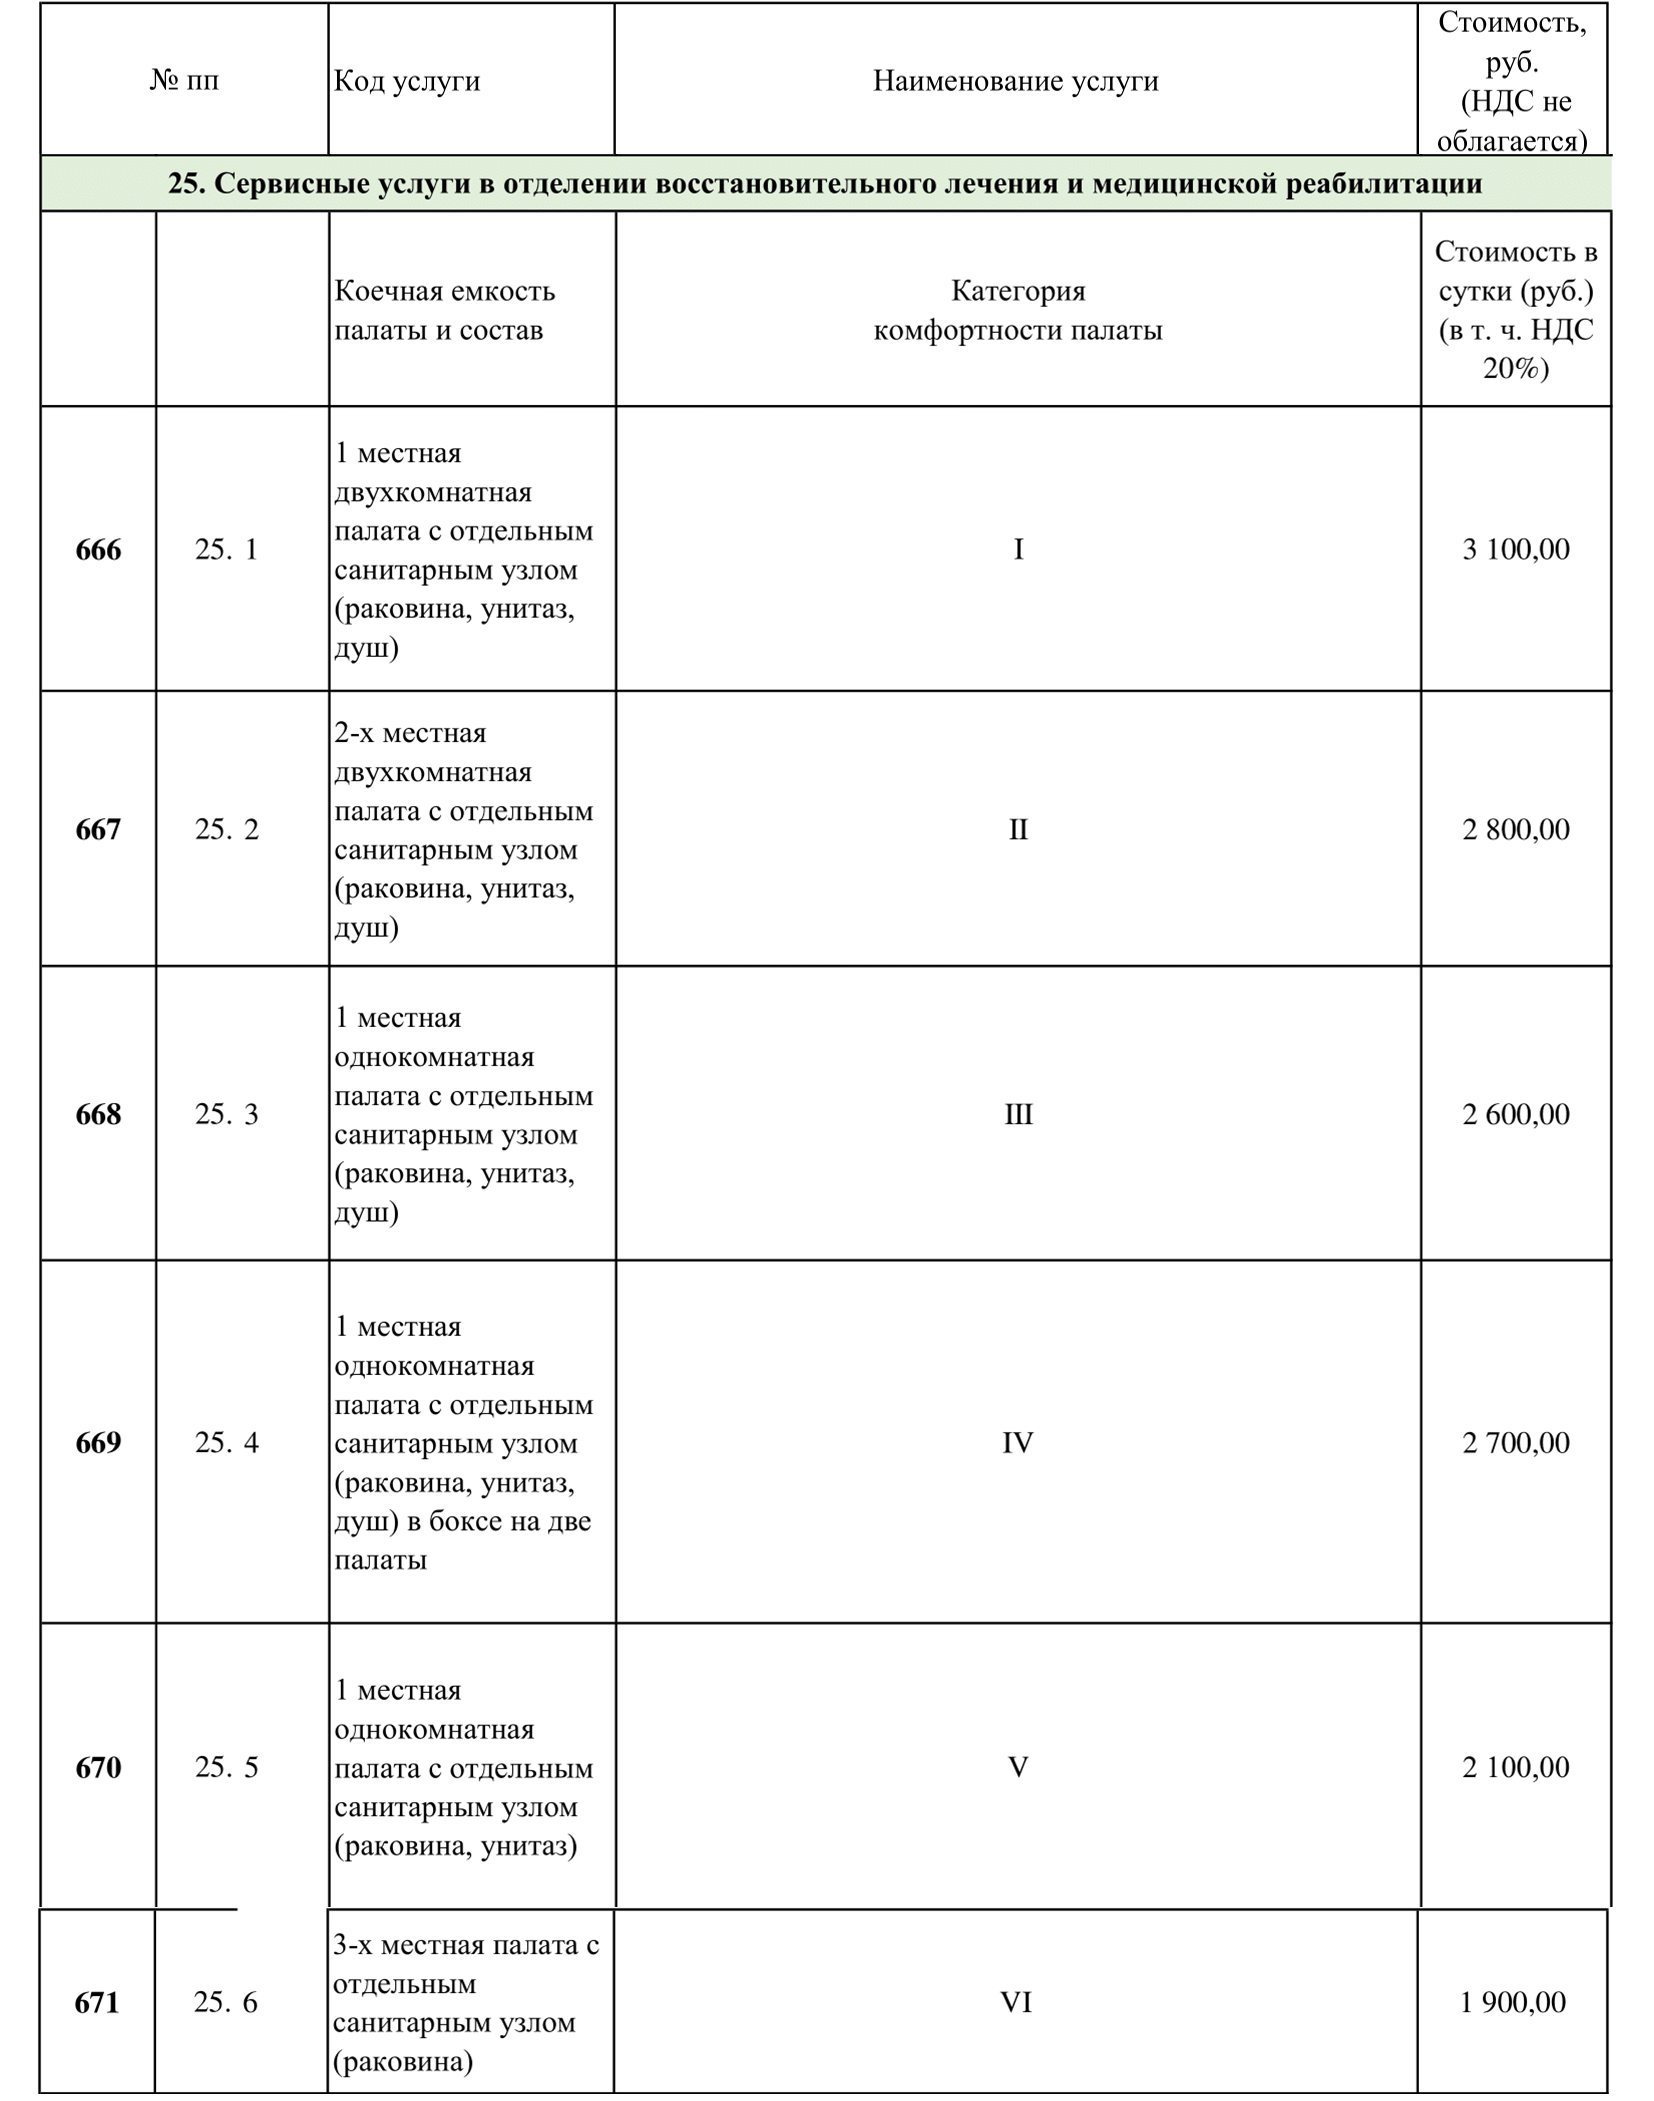 № пп
Код услуги
Наименование услуги
Стоимость,
руб.
(НДС не
облагается)
25. Сервисные услуги в отделении восстановительного лечения и медицинской реабилитации
Коечная емкость
палаты и состав
Категория
комфортности палаты
Стоимость в
сутки (руб.)
(в т. ч. НДС
20%)
666
25. 1
1 местная
двухкомнатная
палата с отдельным
санитарным узлом
(раковина, унитаз,
душ)
I
3 100,00
667
25. 2
2-х местная
двухкомнатная
палата с отдельным
санитарным узлом
(раковина, унитаз,
душ)
II
2 800,00
668
25. 3
1 местная
однокомнатная
палата с отдельным
санитарным узлом
(раковина, унитаз,
душ)
III
2 600,00
669
25. 4
1 местная
однокомнатная
палата с отдельным
санитарным узлом
(раковина, унитаз,
душ) в боксе на две
палаты
IV
2 700,00
670
25. 5
1 местная
однокомнатная
палата с отдельным
санитарным узлом
(раковина, унитаз)
V
2 100,00
671
25. 6
3-х местная палата с
отдельным
санитарным узлом
(раковина)
VI
1 900,00